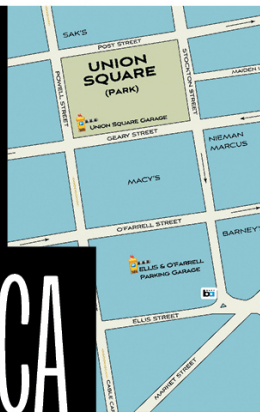 SAK'S
POST STREET
UNION
SQUARE
(PARK)
POWELL STREET
STOCKTON STREET
MAIDEN
UNION SQUARE GARAGE
GEARY STREET
NIEMAN
MARCUS
MACY'S
O'FARRELL STREET
BARNEY'
ELLIS & O'FARRELL
PARKING GARAGE
ELLIS STREET
MARKET STREET
CABLE CA
CA